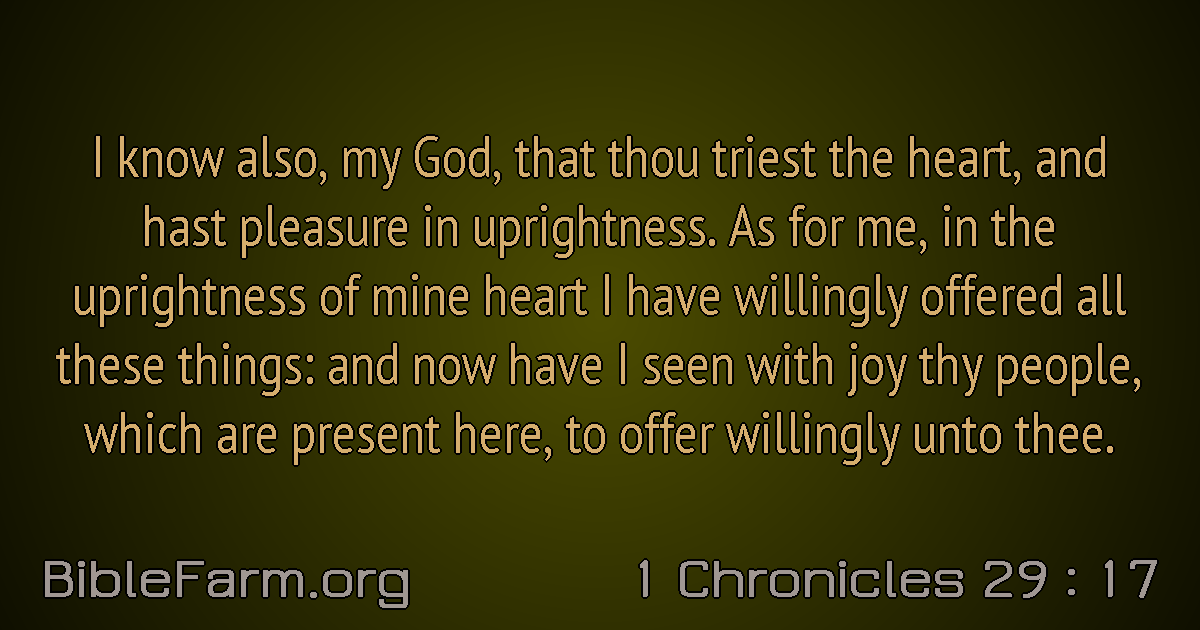 I know also, my God, that thou triest the heart, and
hast pleasure in uprightness. As for me, in the
uprightness of mine heart I have willingly offered all
these things: and now have I seen with joy thy people,
which are present here, to offer willingly unto thee.
BibleFarm.org
1 Chronicles 29 : 17